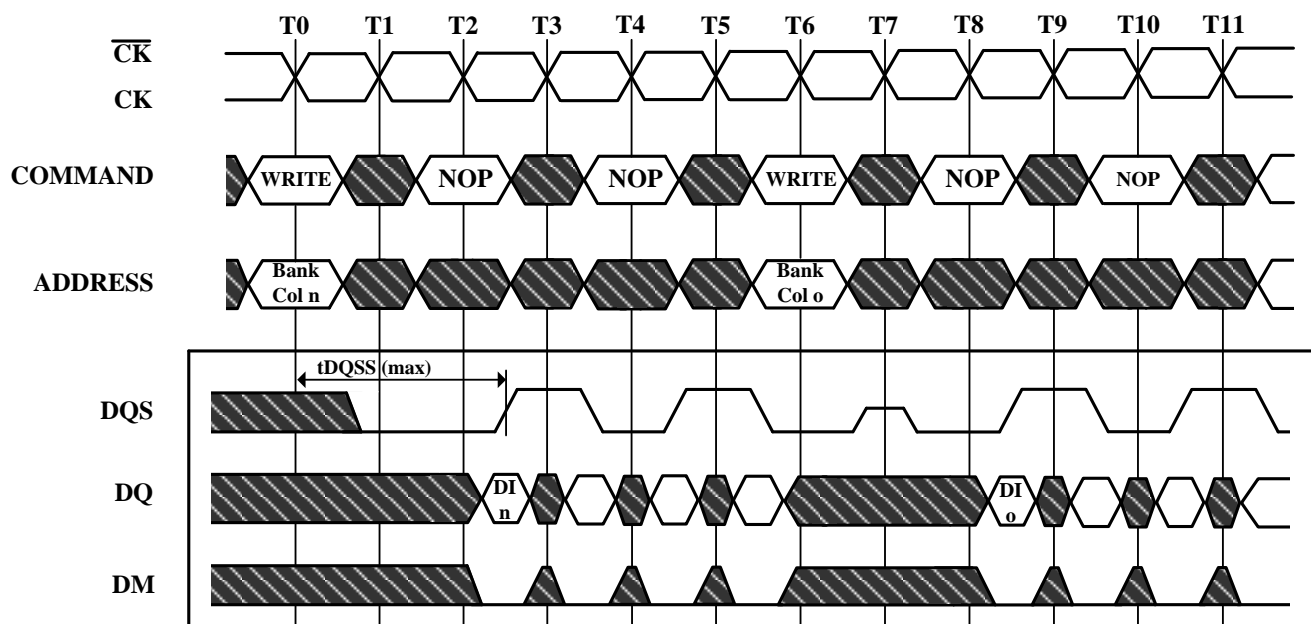 T0 T1 T2 T3 T4 T5 T6 T7 T8 T9 T10 T11
CK
CK
COMMAND WRITE NOP NOP WRITE NOP NOP
ADDRESS Bank Bank
Col n Col o
tDQSS (max)
DQS
DQ DI DI
n o
DM